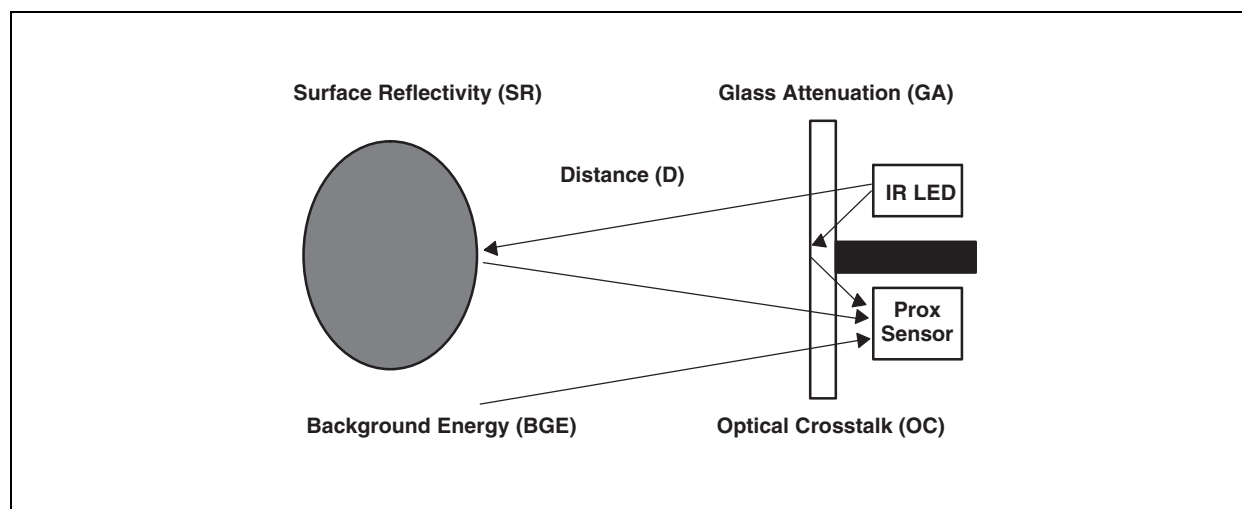 Surface Reflectivity (SR)
Glass Attenuation (GA)
Distance (D)
IR LED
Prox
Sensor
Background Energy (BGE)
Optical Crosstalk (OC)